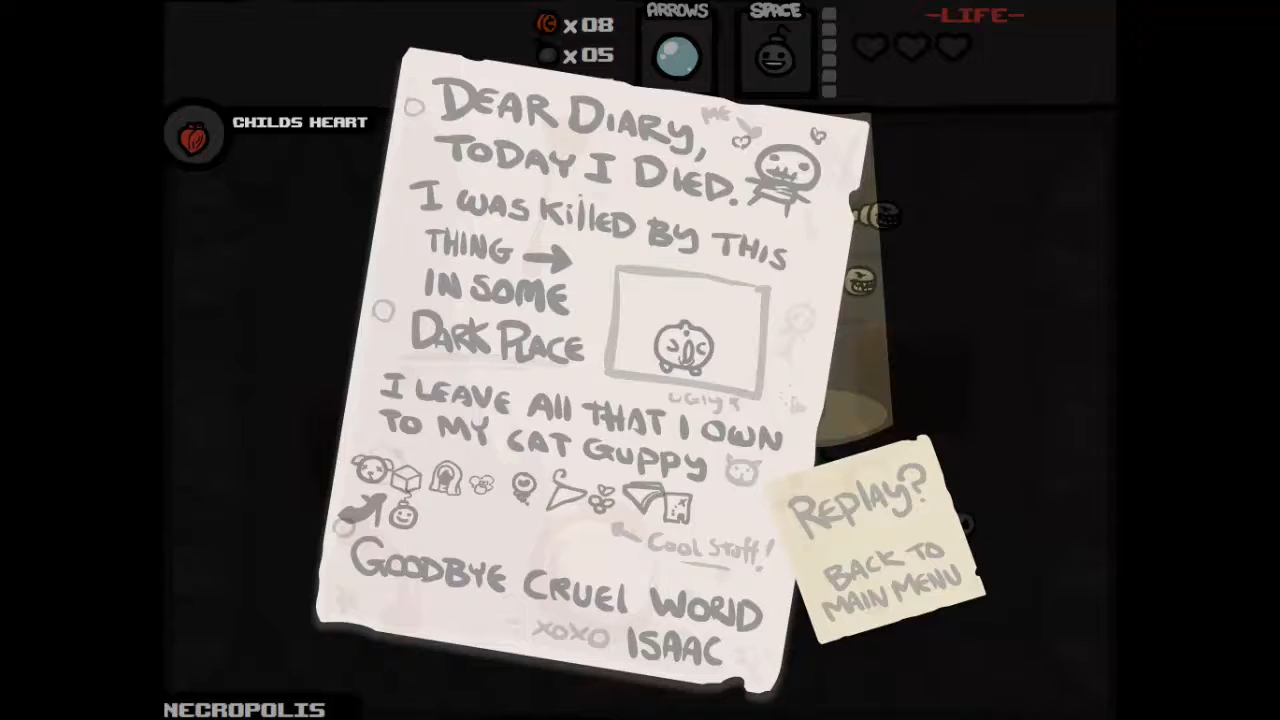 x08
x05
ARROWS
SPACE
-LIFE-
CHILDS HEART
DEAR DIARY,
ME
TODAY I DIED.
I WAS KILLED BY THIS
THING →
IN SOME
DARK PLACE
UGLY
I LEAVE ALL THAT I OWN
TO MY CAT GUPPY
COOL STUFF!
GOODBYE CRUEL WORLD
XOXO ISAAC
REPLAY?
BACK TO
MAIN MENU
NECROPOLIS